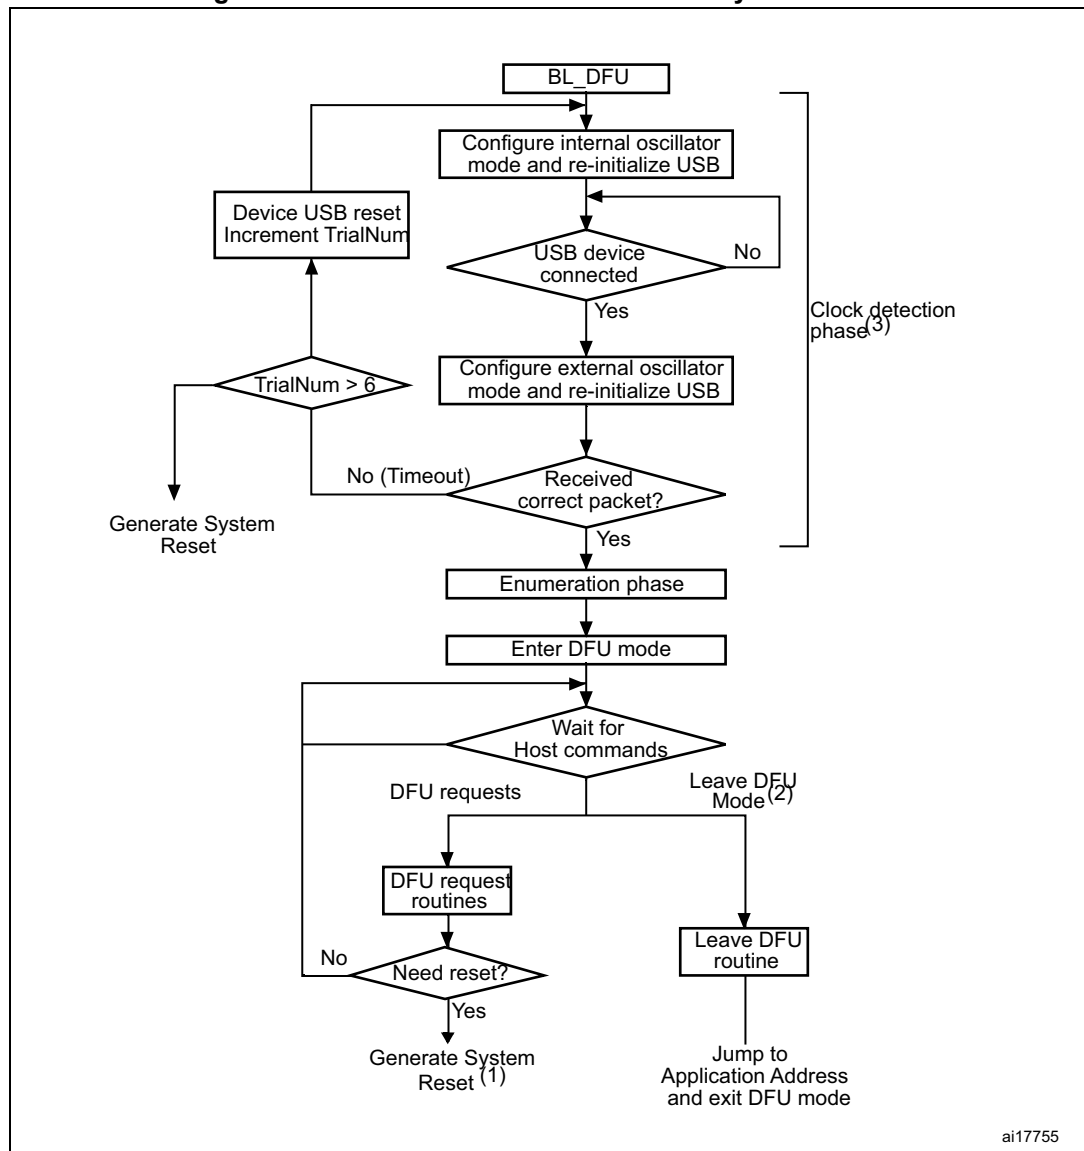 BL_DFU
Configure internal oscillator
mode and re-initialize USB
Device USB reset
Increment TrialNum
USB device
connected
No
Yes
Clock detection
phase(3)
Configure external oscillator
mode and re-initialize USB
TrialNum > 6
No (Timeout)
Received
correct packet?
Generate System
Reset
Yes
Enumeration phase
Enter DFU mode
Wait for
Host commands
DFU requests
Leave DFU
Mode (2)
DFU request
routines
Leave DFU
routine
No
Need reset?
Yes
Generate System
Reset (1)
Jump to
Application Address
and exit DFU mode
ai17755